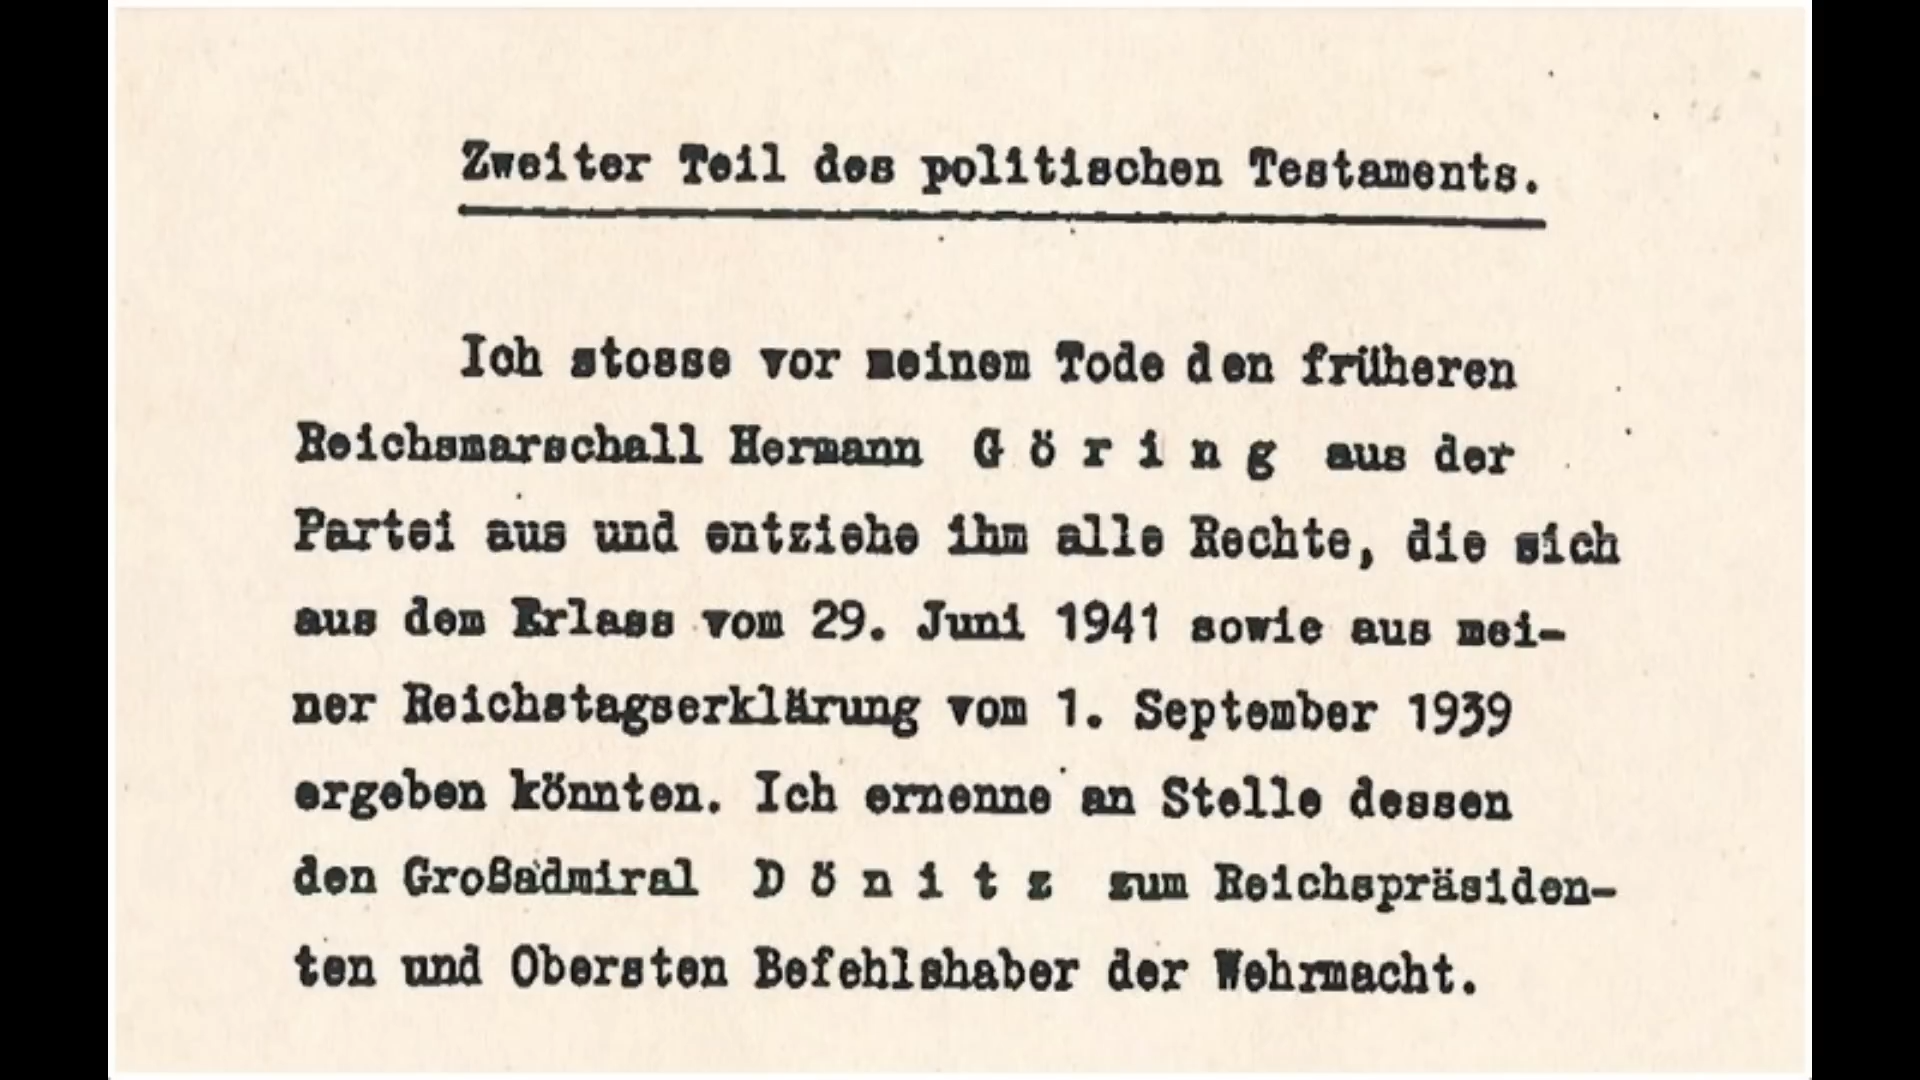 Zweiter Teil des politischen Testaments.
Ich stosse vor meinem Tode den früheren
Reichsmarschall Hermann G ö r i n g aus der
Partei aus und entziehe ihm alle Rechte, die sich
aus dem Erlass vom 29. Juni 1941 sowie aus mei-
ner Reichstagserklärung vom 1. September 1939
ergeben könnten. Ich ernenne an Stelle dessen
den Großadmiral D ö n i t z zum Reichspräsiden-
ten und Obersten Befehlshaber der Wehrmacht.